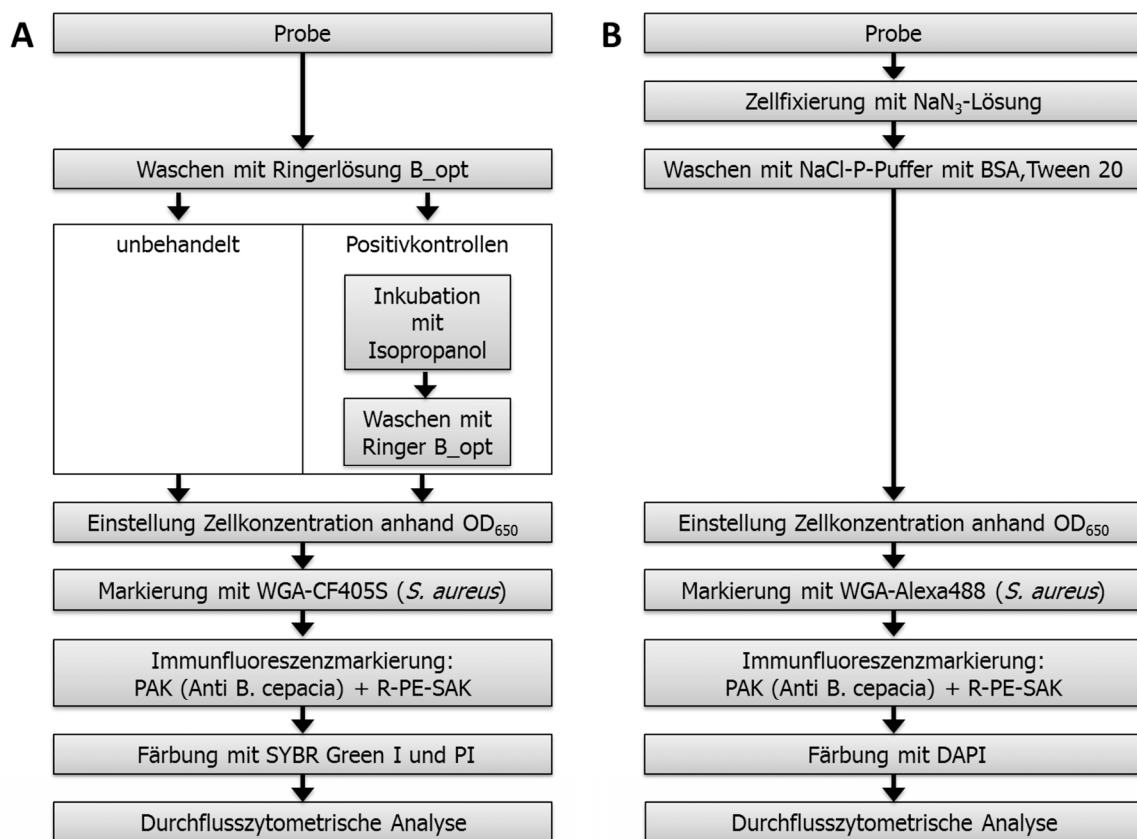 A
Probe
Waschen mit Ringerlösung B_opt
unbehandelt
Positivkontrollen
Inkubation
mit
Isopropanol
Waschen mit
Ringer B_opt
Einstellung Zellkonzentration anhand OD₆₅₀
Markierung mit WGA-CF405S (S. aureus)
Immunfluoreszenzmarkierung:
PAK (Anti B. cepacia) + R-PE-SAK
Färbung mit SYBR Green I und PI
Durchflusszytometrische Analyse
B
Probe
Zellfixierung mit NaN₃-Lösung
Waschen mit NaCl-P-Puffer mit BSA,Tween 20
Einstellung Zellkonzentration anhand OD₆₅₀
Markierung mit WGA-Alexa488 (S. aureus)
Immunfluoreszenzmarkierung:
PAK (Anti B. cepacia) + R-PE-SAK
Färbung mit DAPI
Durchflusszytometrische Analyse